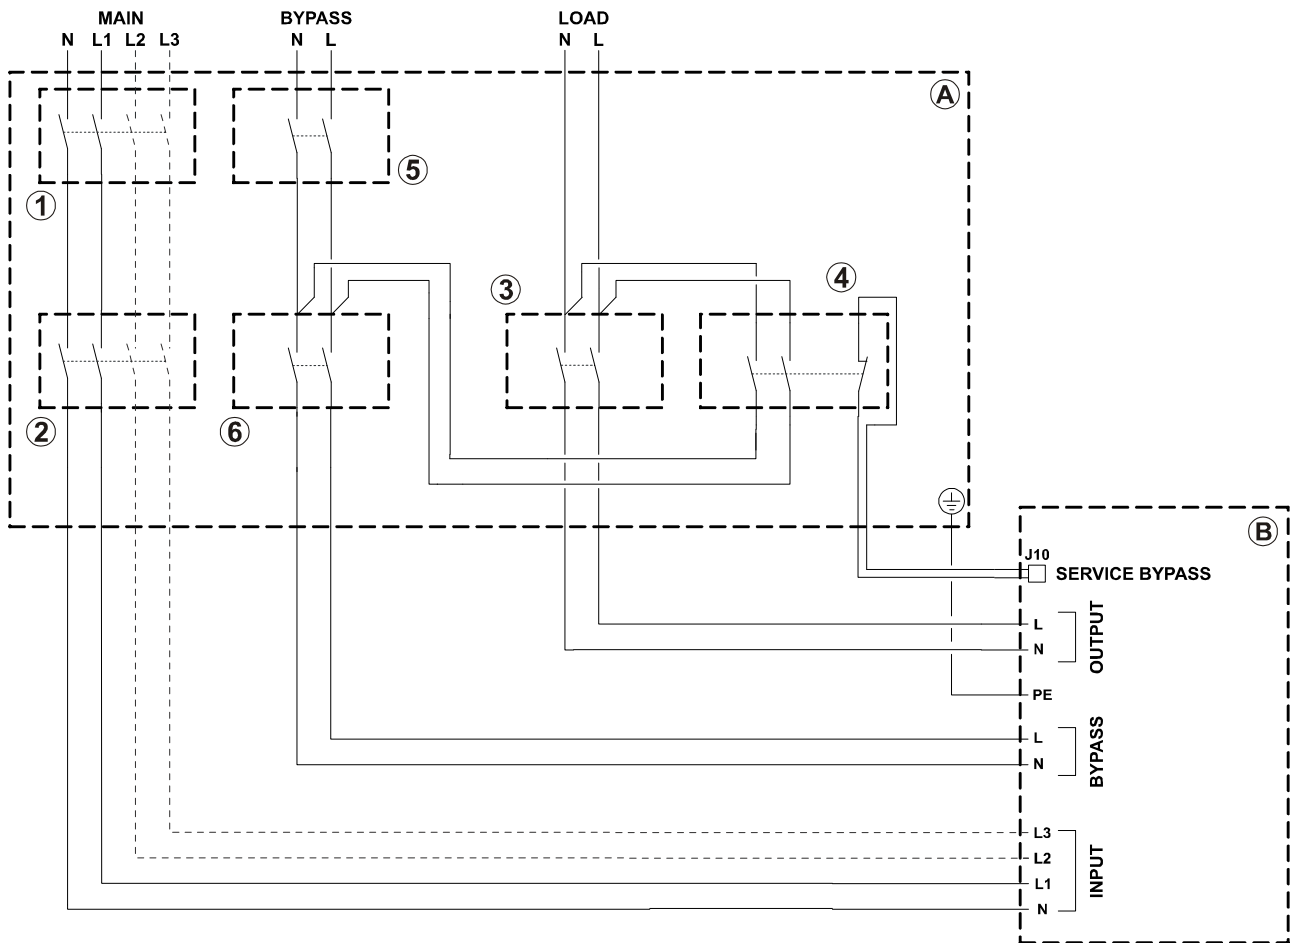 MAIN BYPASS LOAD
N L1 L2 L3 N L N L
A
5
1
4
3
2
6
B
J10
SERVICE BYPASS
L
OUTPUT
N
PE
L
BYPASS
N
L3
L2
INPUT
L1
N